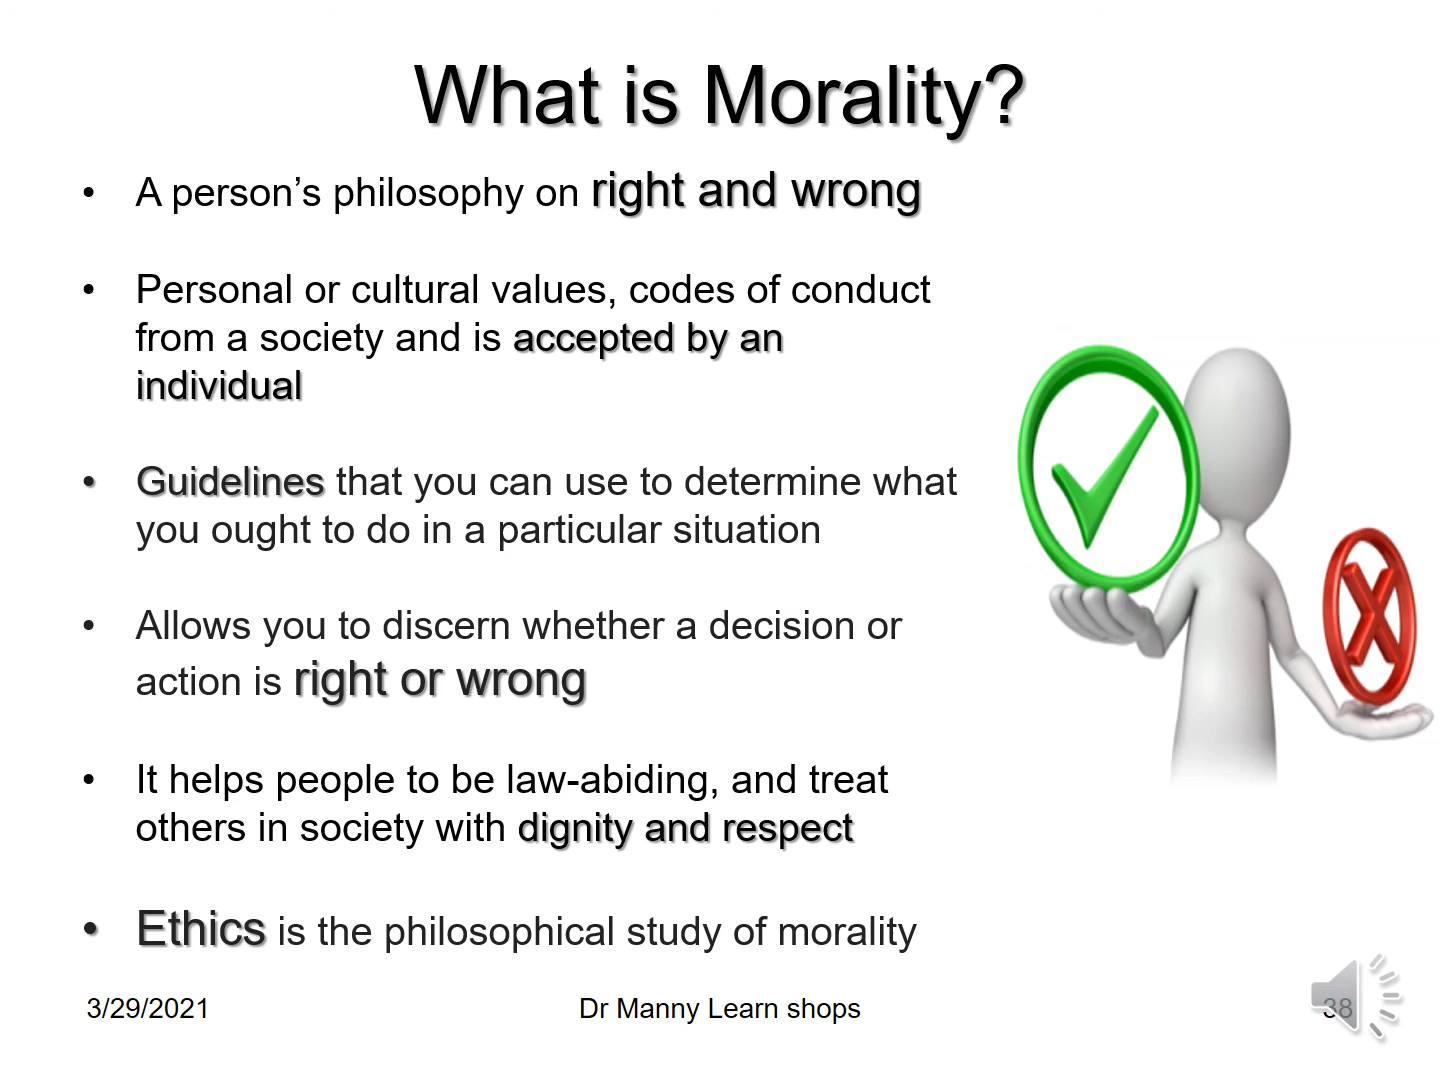 What is Morality?
• A person’s philosophy on right and wrong
• Personal or cultural values, codes of conduct
from a society and is accepted by an
individual
• Guidelines that you can use to determine what
you ought to do in a particular situation
• Allows you to discern whether a decision or
action is right or wrong
• It helps people to be law-abiding, and treat
others in society with dignity and respect
• Ethics is the philosophical study of morality
3/29/2021
Dr Manny Learn shops
38